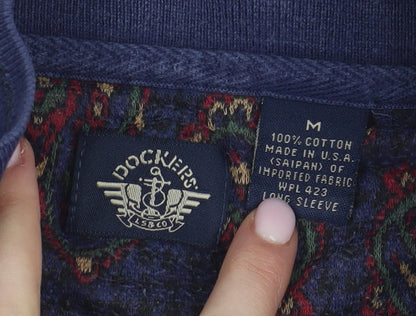 DOCKERS
LS&CO
M
100% COTTON
MADE IN U.S.A.
(SAIPAN) OF
IMPORTED FABRIC
WPL 423
LONG SLEEVE